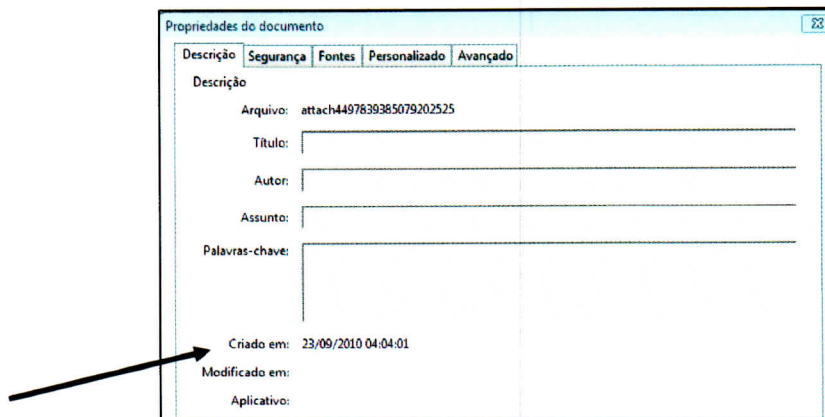 Propriedades do documento
Descrição Segurança Fontes Personalizado Avançado
Descrição
Arquivo: attach4497839385079202525
Título:
Autor:
Assunto:
Palavras-chave:
Criado em: 23/09/2010 04:04:01
Modificado em:
Aplicativo: